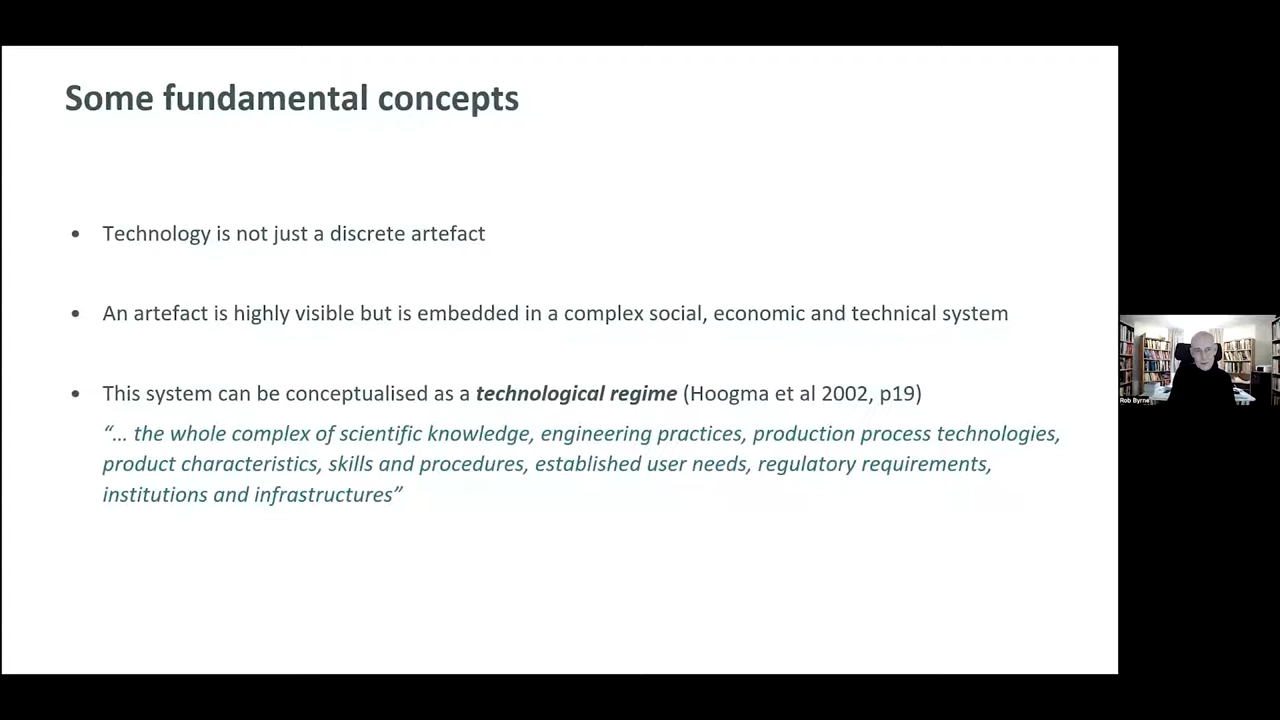 Some fundamental concepts
• Technology is not just a discrete artefact
• An artefact is highly visible but is embedded in a complex social, economic and technical system
• This system can be conceptualised as a technological regime (Hoogma et al 2002, p19)
“… the whole complex of scientific knowledge, engineering practices, production process technologies,
product characteristics, skills and procedures, established user needs, regulatory requirements,
institutions and infrastructures”
Rob Byrne